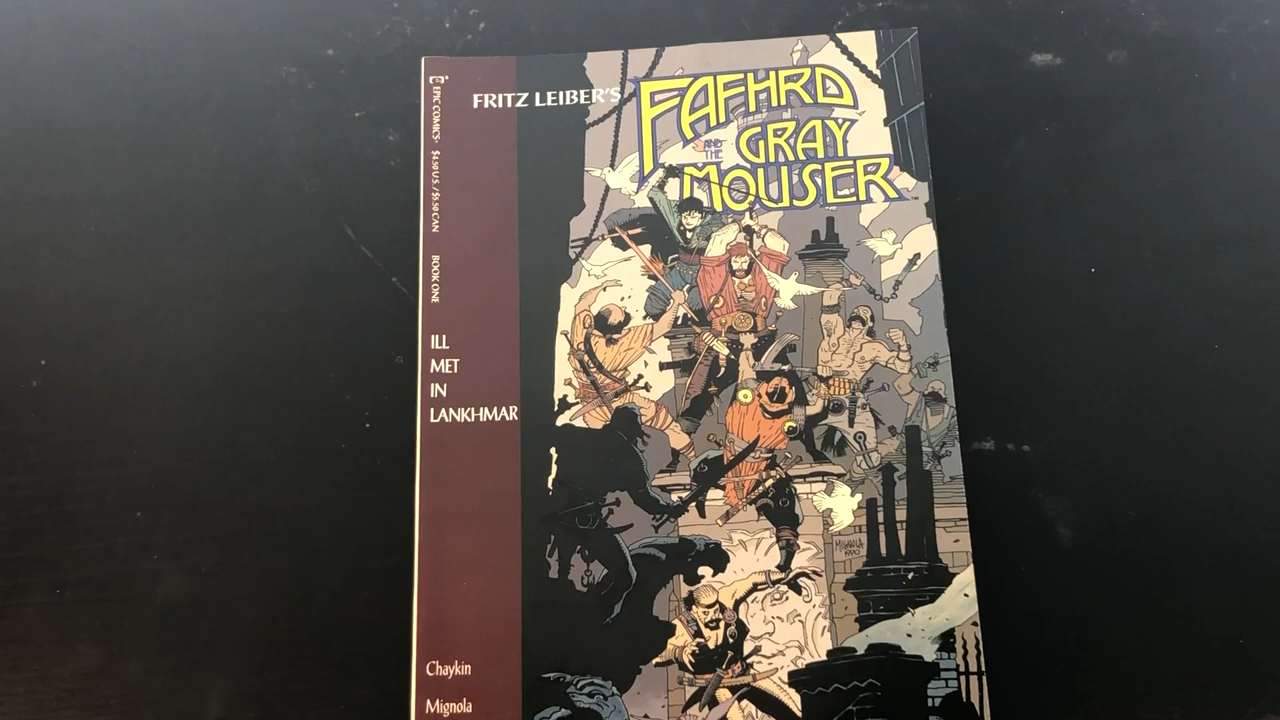 EPIC COMICS
$4.50 U.S./$5.50 CAN
BOOK ONE
ILL
MET
IN
LANKHMAR
Chaykin
Mignola
FRITZ LEIBER'S
FAFHRD
AND THE
GRAY
MOUSER™
MIGNOLA
1990